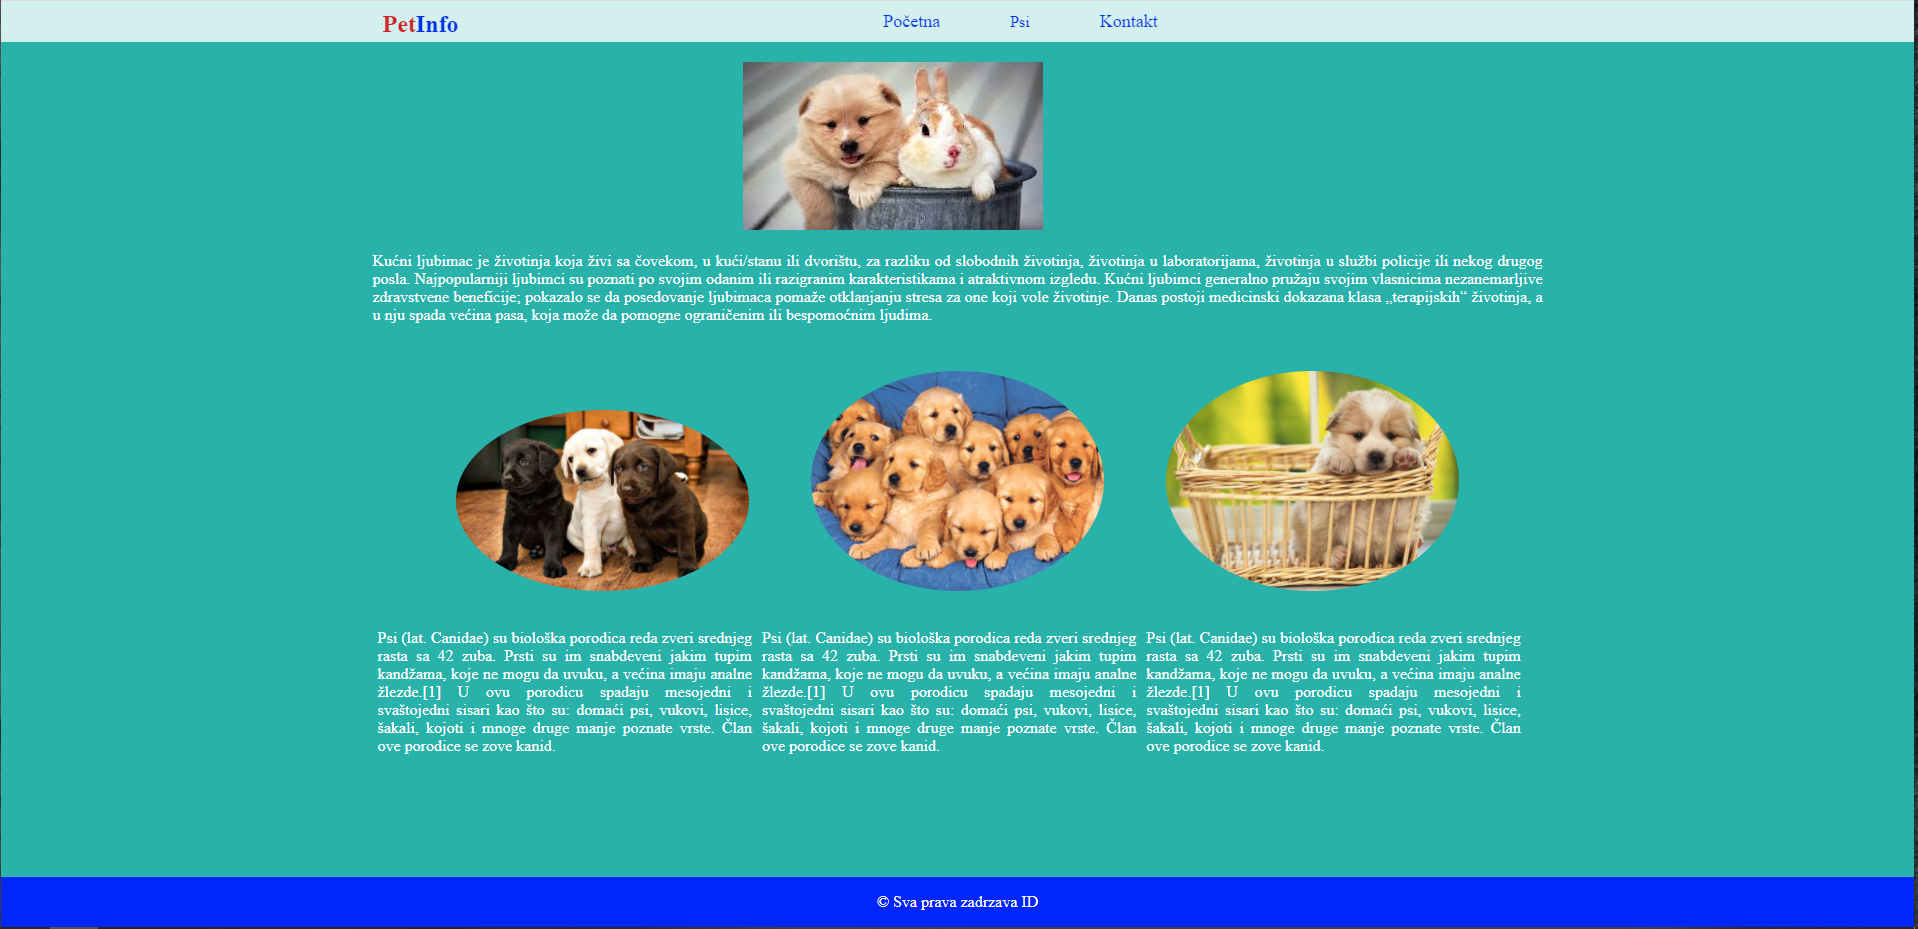 PetInfo
Početna Psi Kontakt
Kućni ljubimac je životinja koja živi sa čovekom, u kući/stanu ili dvorištu, za razliku od slobodnih životinja, životinja u laboratorijama, životinja u službi policije ili nekog drugog
posla. Najpopularniji ljubimci su poznati po svojim odanim ili razigranim karakteristikama i atraktivnom izgledu. Kućni ljubimci generalno pružaju svojim vlasnicima nezanemarljive
zdravstvene beneficije; pokazalo se da posedovanje ljubimaca pomaže otklanjanju stresa za one koji vole životinje. Danas postoji medicinski dokazana klasa „terapijskih“ životinja, a
u nju spada većina pasa, koja može da pomogne ograničenim ili bespomoćnim ljudima.
Psi (lat. Canidae) su biološka porodica reda zveri srednjeg
rasta sa 42 zuba. Prsti su im snabdeveni jakim tupim
kandžama, koje ne mogu da uvuku, a većina imaju analne
žlezde.[1] U ovu porodicu spadaju mesojedni i
svaštojedni sisari kao što su: domaći psi, vukovi, lisice,
šakali, kojoti i mnoge druge manje poznate vrste. Član
ove porodice se zove kanid.
Psi (lat. Canidae) su biološka porodica reda zveri srednjeg
rasta sa 42 zuba. Prsti su im snabdeveni jakim tupim
kandžama, koje ne mogu da uvuku, a većina imaju analne
žlezde.[1] U ovu porodicu spadaju mesojedni i
svaštojedni sisari kao što su: domaći psi, vukovi, lisice,
šakali, kojoti i mnoge druge manje poznate vrste. Član
ove porodice se zove kanid.
Psi (lat. Canidae) su biološka porodica reda zveri srednjeg
rasta sa 42 zuba. Prsti su im snabdeveni jakim tupim
kandžama, koje ne mogu da uvuku, a većina imaju analne
žlezde.[1] U ovu porodicu spadaju mesojedni i
svaštojedni sisari kao što su: domaći psi, vukovi, lisice,
šakali, kojoti i mnoge druge manje poznate vrste. Član
ove porodice se zove kanid.
© Sva prava zadrzava ID